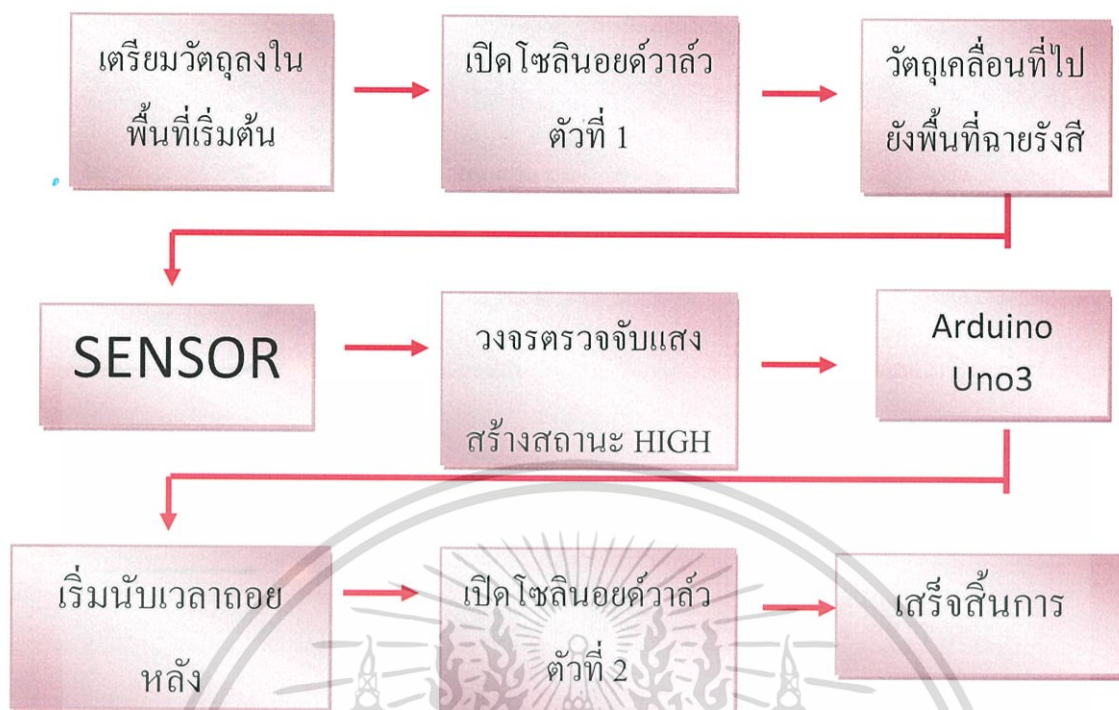 เตรียมวัตถุลงใน
พื้นที่เริ่มต้น
เปิดโซลินอยด์วาล์ว
ตัวที่ 1
วัตถุเคลื่อนที่ไป
ยังพื้นที่ฉายรังสี
SENSOR
วงจรตรวจจับแสง
สร้างสถานะ HIGH
Arduino
Uno3
เริ่มนับเวลาถอย
หลัง
เปิดโซลินอยด์วาล์ว
ตัวที่ 2
เสร็จสิ้นการ